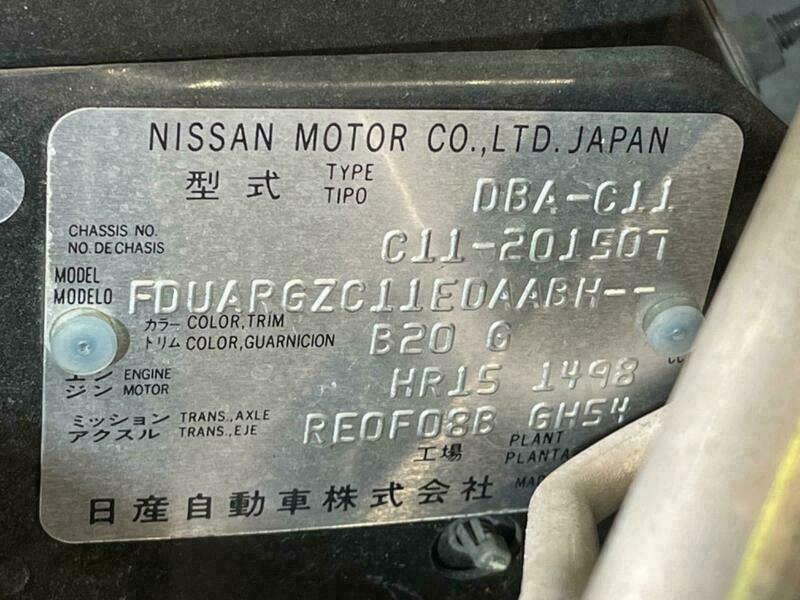 NISSAN MOTOR CO.,LTD. JAPAN
型式 TYPE TIPO DBA-C11
CHASSIS NO. NO. DE CHASIS C11-201507
MODEL MODELO FDUARGZC11EDAABH--
カラー COLOR,TRIM トリム COLOR,GUARNICION B20 G
エンジン ENGINE MOTOR HR15 1498
ミッション TRANS.,AXLE アクスル TRANS.,EJE RE0F08B GH54
工場 PLANT PLANTA
日産自動車株式会社